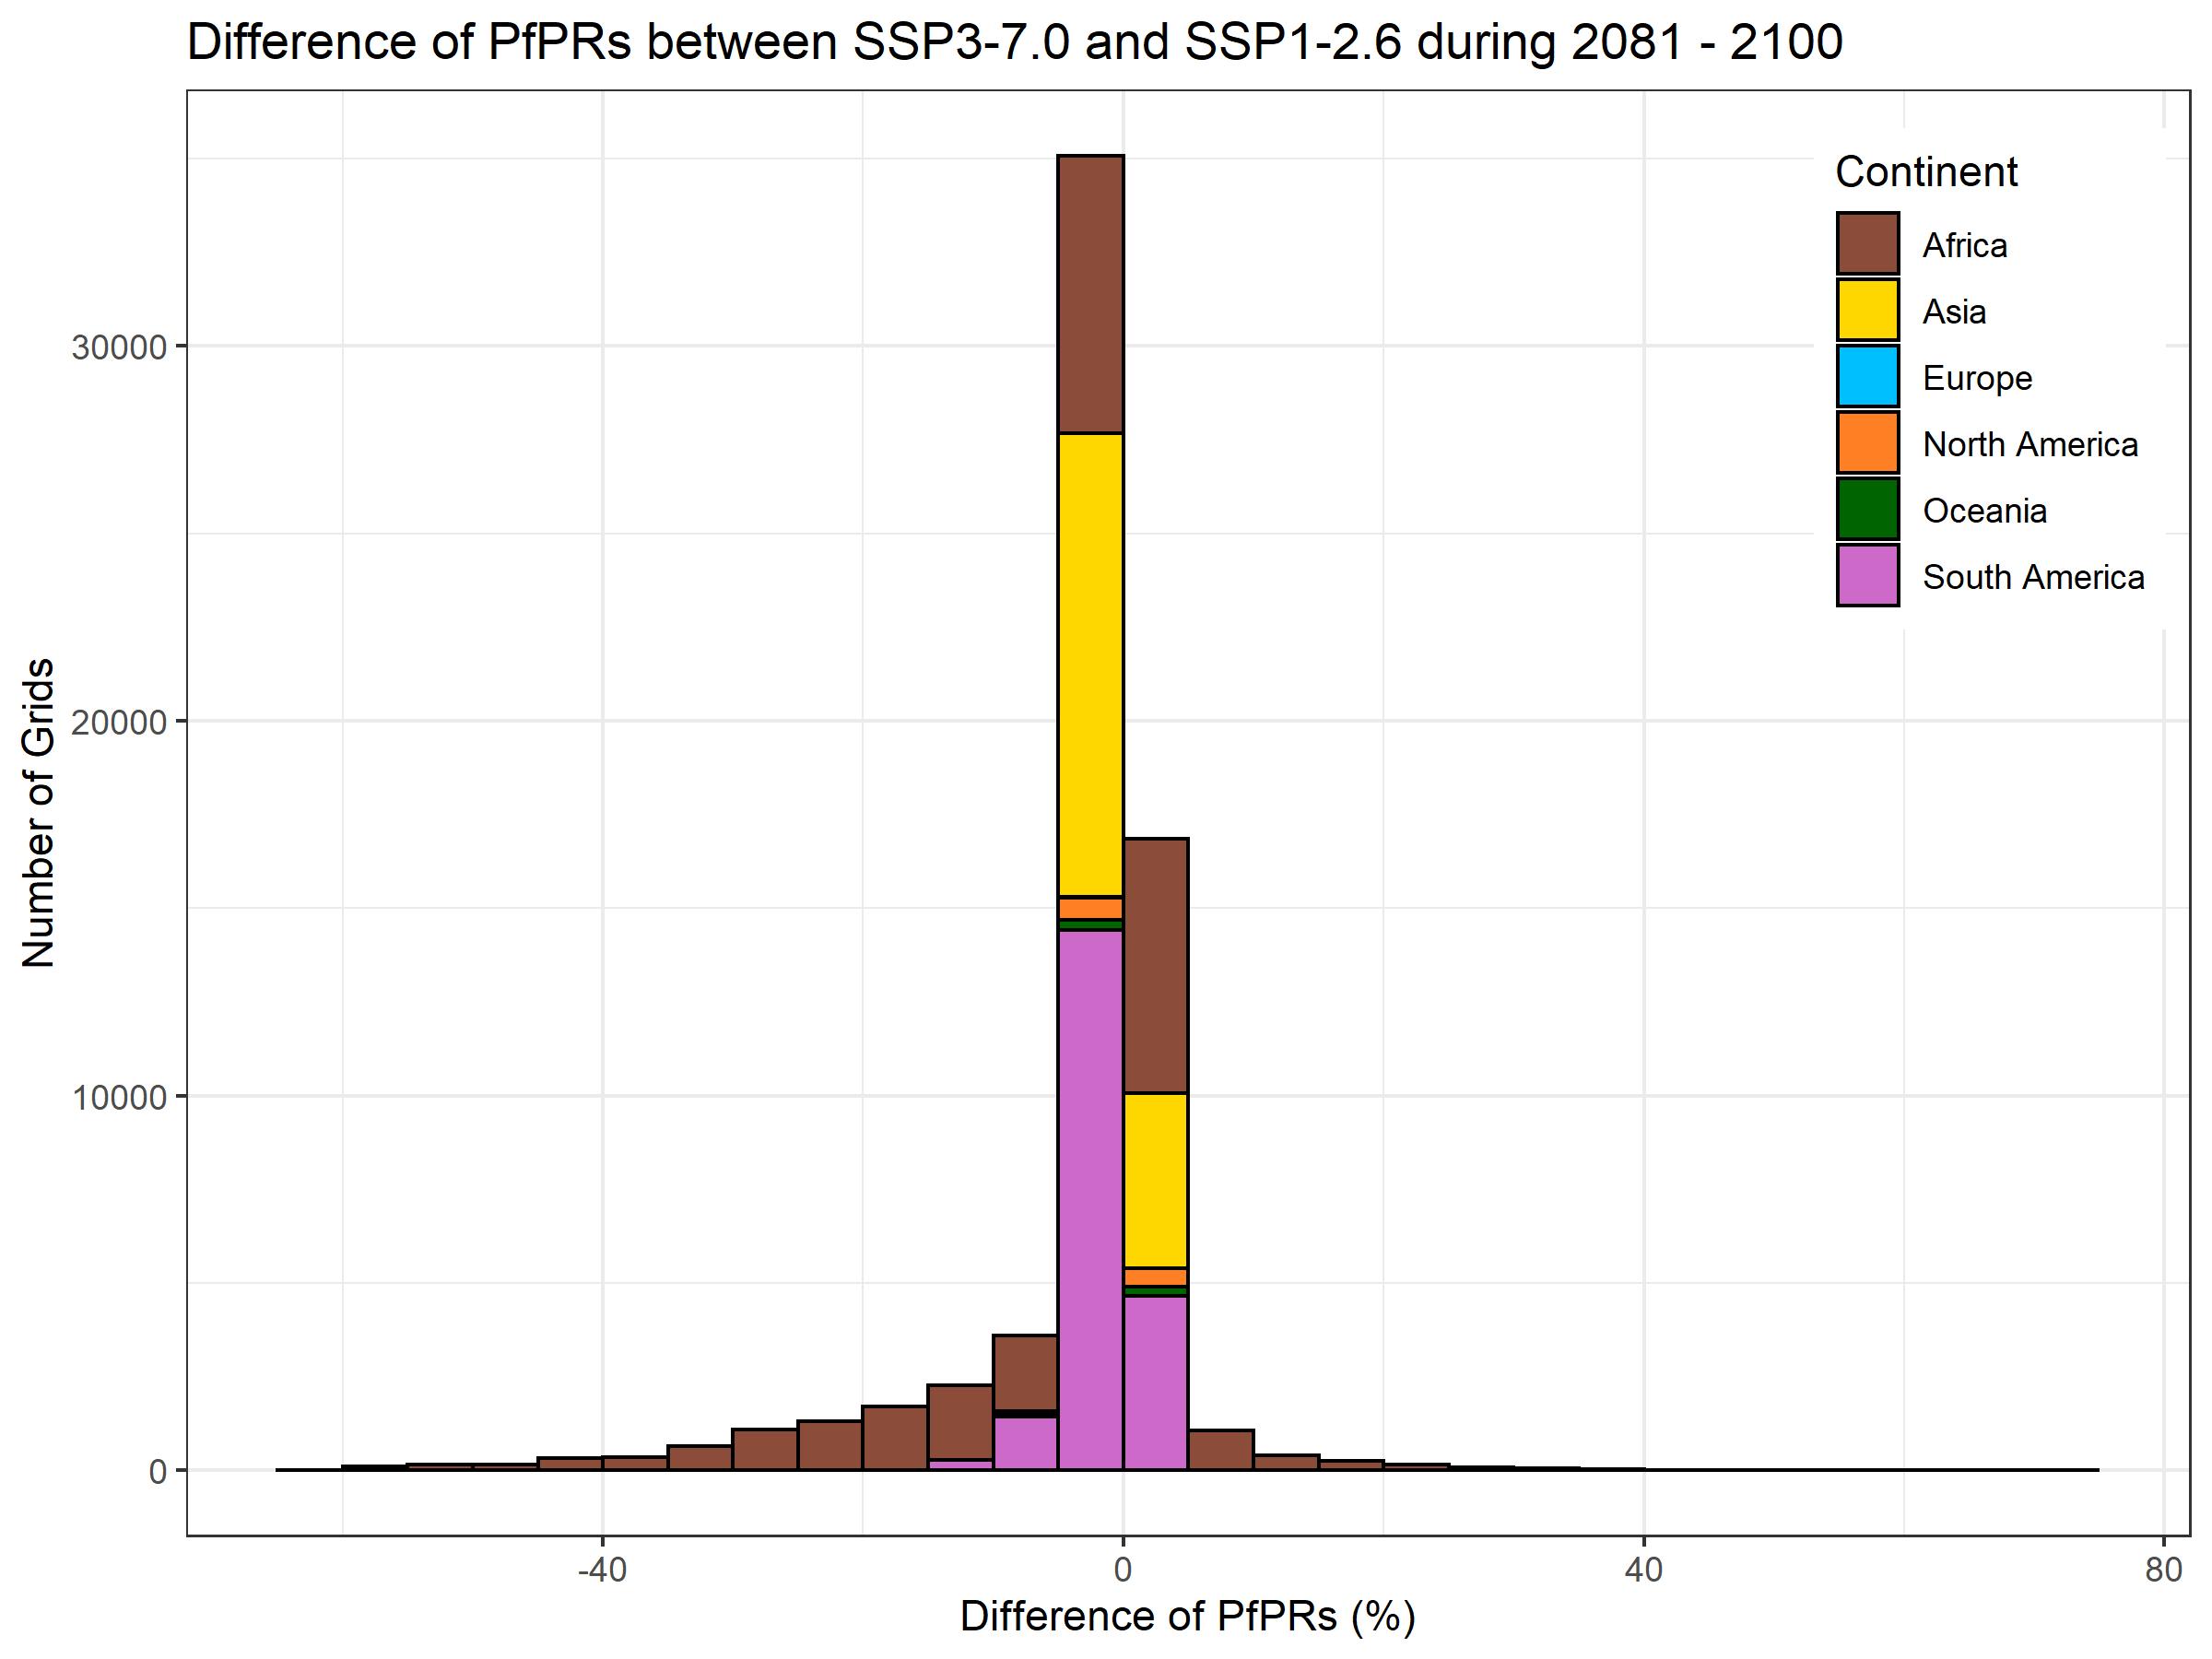 Difference of PfPRs between SSP3-7.0 and SSP1-2.6 during 2081 - 2100
Continent
Africa
Asia
Europe
North America
Oceania
South America
Number of Grids
30000
20000
10000
0
-40 0 40 80
Difference of PfPRs (%)